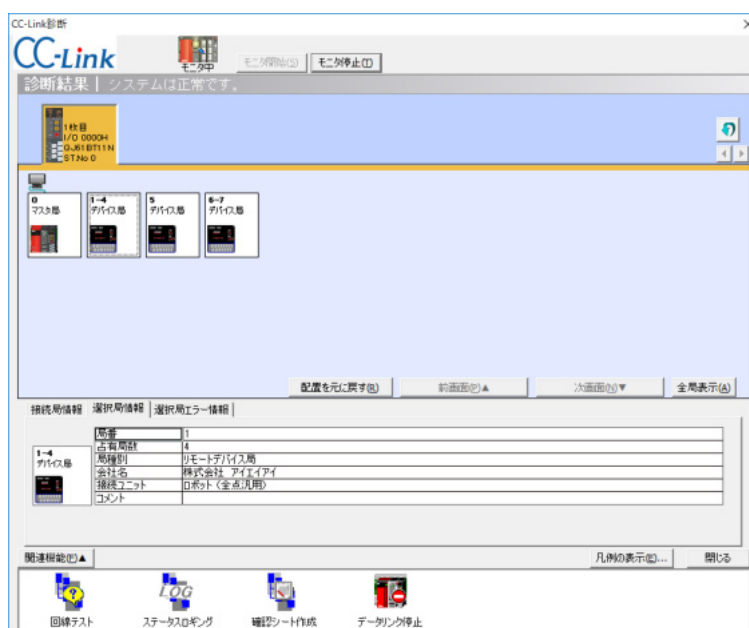 CC-Link診断
CC-Link
モニタ中
モニタ開始(S)
モニタ停止(T)
診断結果 | システムは正常です。
1枚目
I/O 0000H
QJ61BT11N
ST.No 0
0
マスタ局
1-4
デバイス局
5
デバイス局
6-7
デバイス局
配置を元に戻す(R)
前画面(P)▲
次画面(N)▼
全局表示(A)
接続局情報
選択局情報
選択局エラー情報
1-4
デバイス局
局番 1
占有局数 4
局種別 リモートデバイス局
会社名 株式会社 アイエイアイ
接続ユニット ロボット(全点汎用)
コメント
関連機能(F)▲
凡例の表示(E)...
閉じる
回線テスト
LOG
ステータスロギング
確認シート作成
データリンク停止